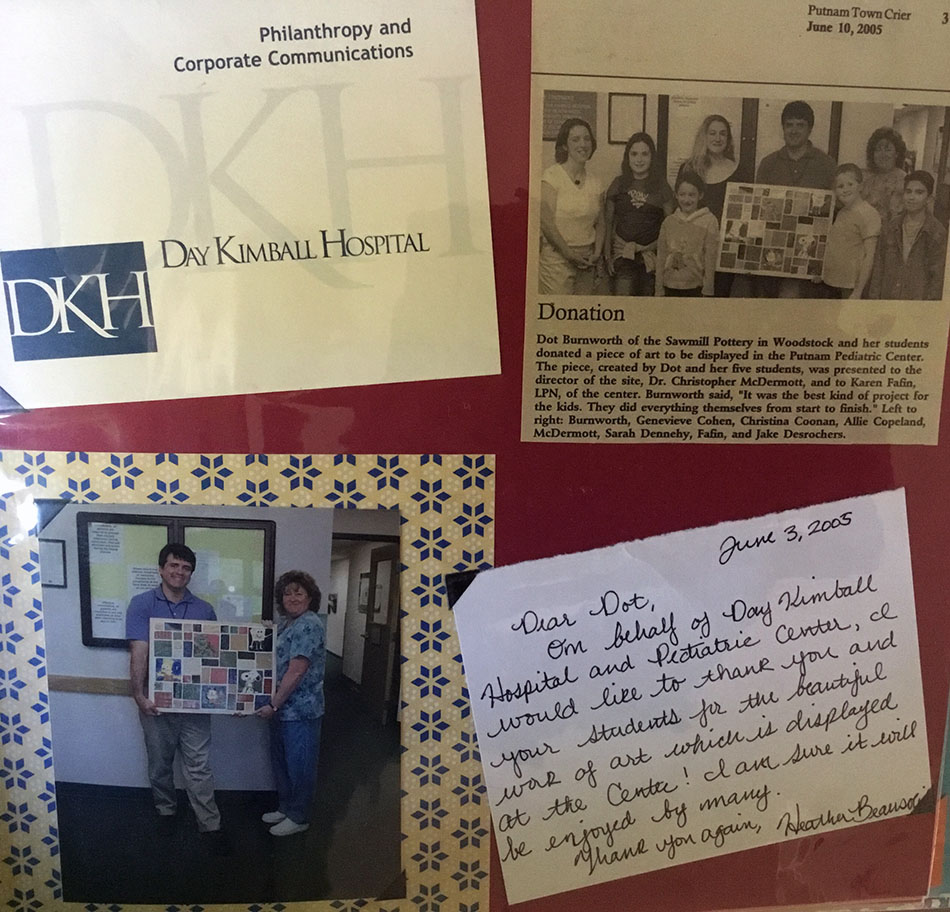 Philanthropy and
Corporate Communications
DKH
DAY KIMBALL HOSPITAL
DKH
Putnam Town Crier
June 10, 2005
3
Donation
Dot Burnworth of the Sawmill Pottery in Woodstock and her students
donated a piece of art to be displayed in the Putnam Pediatric Center.
The piece, created by Dot and her five students, was presented to the
director of the site, Dr. Christopher McDermott, and to Karen Fafin,
LPN, of the center. Burnworth said, "It was the best kind of project for
the kids. They did everything themselves from start to finish." Left to
right: Burnworth, Genevieve Cohen, Christina Coonan, Allie Copeland,
McDermott, Sarah Dennehy, Fafin, and Jake Desrochers.
June 3, 2005
Dear Dot,
On behalf of Day Kimball
Hospital and Pediatric Center, I
would like to thank you and
your students for the beautiful
work of art which is displayed
at the Center! I am sure it will
be enjoyed by many.
Thank you again, Heather